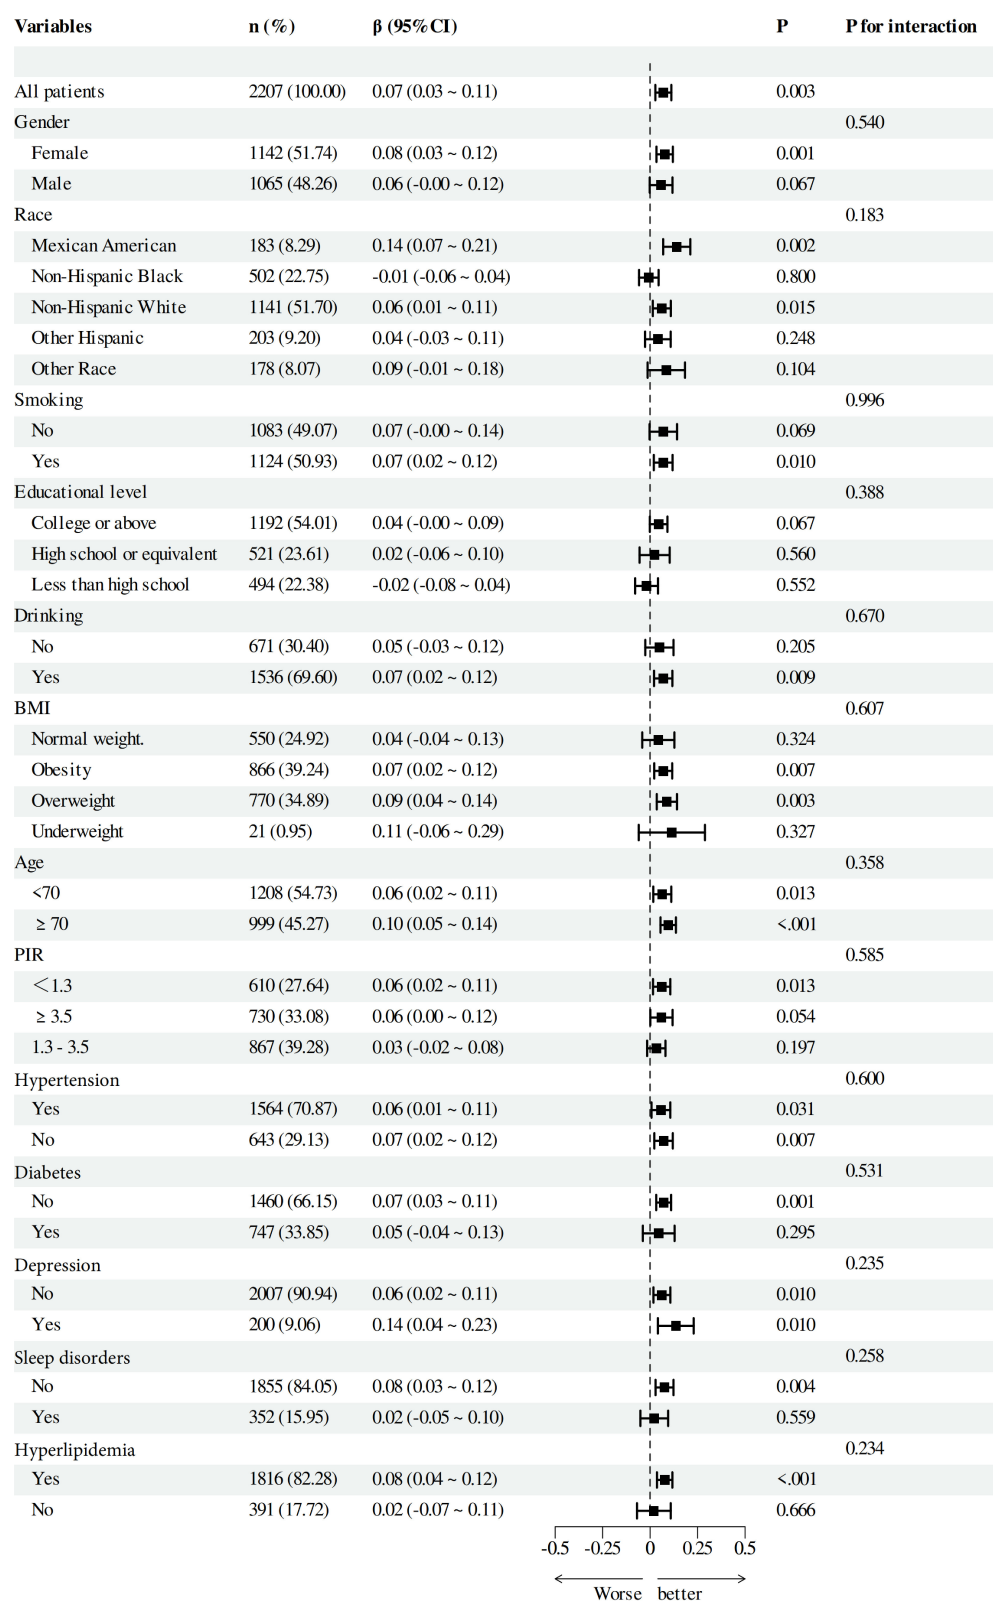 Variables n (%) β (95%CI) P P for interaction
All patients 2207 (100.00) 0.07 (0.03 ~ 0.11) 0.003
Gender 0.540
Female 1142 (51.74) 0.08 (0.03 ~ 0.12) 0.001
Male 1065 (48.26) 0.06 (-0.00 ~ 0.12) 0.067
Race 0.183
Mexican American 183 (8.29) 0.14 (0.07 ~ 0.21) 0.002
Non-Hispanic Black 502 (22.75) -0.01 (-0.06 ~ 0.04) 0.800
Non-Hispanic White 1141 (51.70) 0.06 (0.01 ~ 0.11) 0.015
Other Hispanic 203 (9.20) 0.04 (-0.03 ~ 0.11) 0.248
Other Race 178 (8.07) 0.09 (-0.01 ~ 0.18) 0.104
Smoking 0.996
No 1083 (49.07) 0.07 (-0.00 ~ 0.14) 0.069
Yes 1124 (50.93) 0.07 (0.02 ~ 0.12) 0.010
Educational level 0.388
College or above 1192 (54.01) 0.04 (-0.00 ~ 0.09) 0.067
High school or equivalent 521 (23.61) 0.02 (-0.06 ~ 0.10) 0.560
Less than high school 494 (22.38) -0.02 (-0.08 ~ 0.04) 0.552
Drinking 0.670
No 671 (30.40) 0.05 (-0.03 ~ 0.12) 0.205
Yes 1536 (69.60) 0.07 (0.02 ~ 0.12) 0.009
BMI 0.607
Normal weight. 550 (24.92) 0.04 (-0.04 ~ 0.13) 0.324
Obesity 866 (39.24) 0.07 (0.02 ~ 0.12) 0.007
Overweight 770 (34.89) 0.09 (0.04 ~ 0.14) 0.003
Underweight 21 (0.95) 0.11 (-0.06 ~ 0.29) 0.327
Age 0.358
<70 1208 (54.73) 0.06 (0.02 ~ 0.11) 0.013
≥ 70 999 (45.27) 0.10 (0.05 ~ 0.14) <.001
PIR 0.585
＜1.3 610 (27.64) 0.06 (0.02 ~ 0.11) 0.013
≥ 3.5 730 (33.08) 0.06 (0.00 ~ 0.12) 0.054
1.3 - 3.5 867 (39.28) 0.03 (-0.02 ~ 0.08) 0.197
Hypertension 0.600
Yes 1564 (70.87) 0.06 (0.01 ~ 0.11) 0.031
No 643 (29.13) 0.07 (0.02 ~ 0.12) 0.007
Diabetes 0.531
No 1460 (66.15) 0.07 (0.03 ~ 0.11) 0.001
Yes 747 (33.85) 0.05 (-0.04 ~ 0.13) 0.295
Depression 0.235
No 2007 (90.94) 0.06 (0.02 ~ 0.11) 0.010
Yes 200 (9.06) 0.14 (0.04 ~ 0.23) 0.010
Sleep disorders 0.258
No 1855 (84.05) 0.08 (0.03 ~ 0.12) 0.004
Yes 352 (15.95) 0.02 (-0.05 ~ 0.10) 0.559
Hyperlipidemia 0.234
Yes 1816 (82.28) 0.08 (0.04 ~ 0.12) <.001
No 391 (17.72) 0.02 (-0.07 ~ 0.11) 0.666
-0.5 -0.25 0 0.25 0.5
Worse better